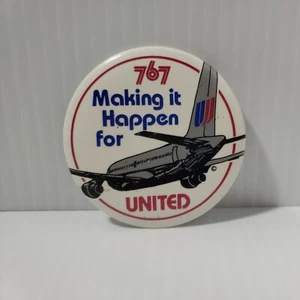 767
Making it
Happen
for
UNITED
©